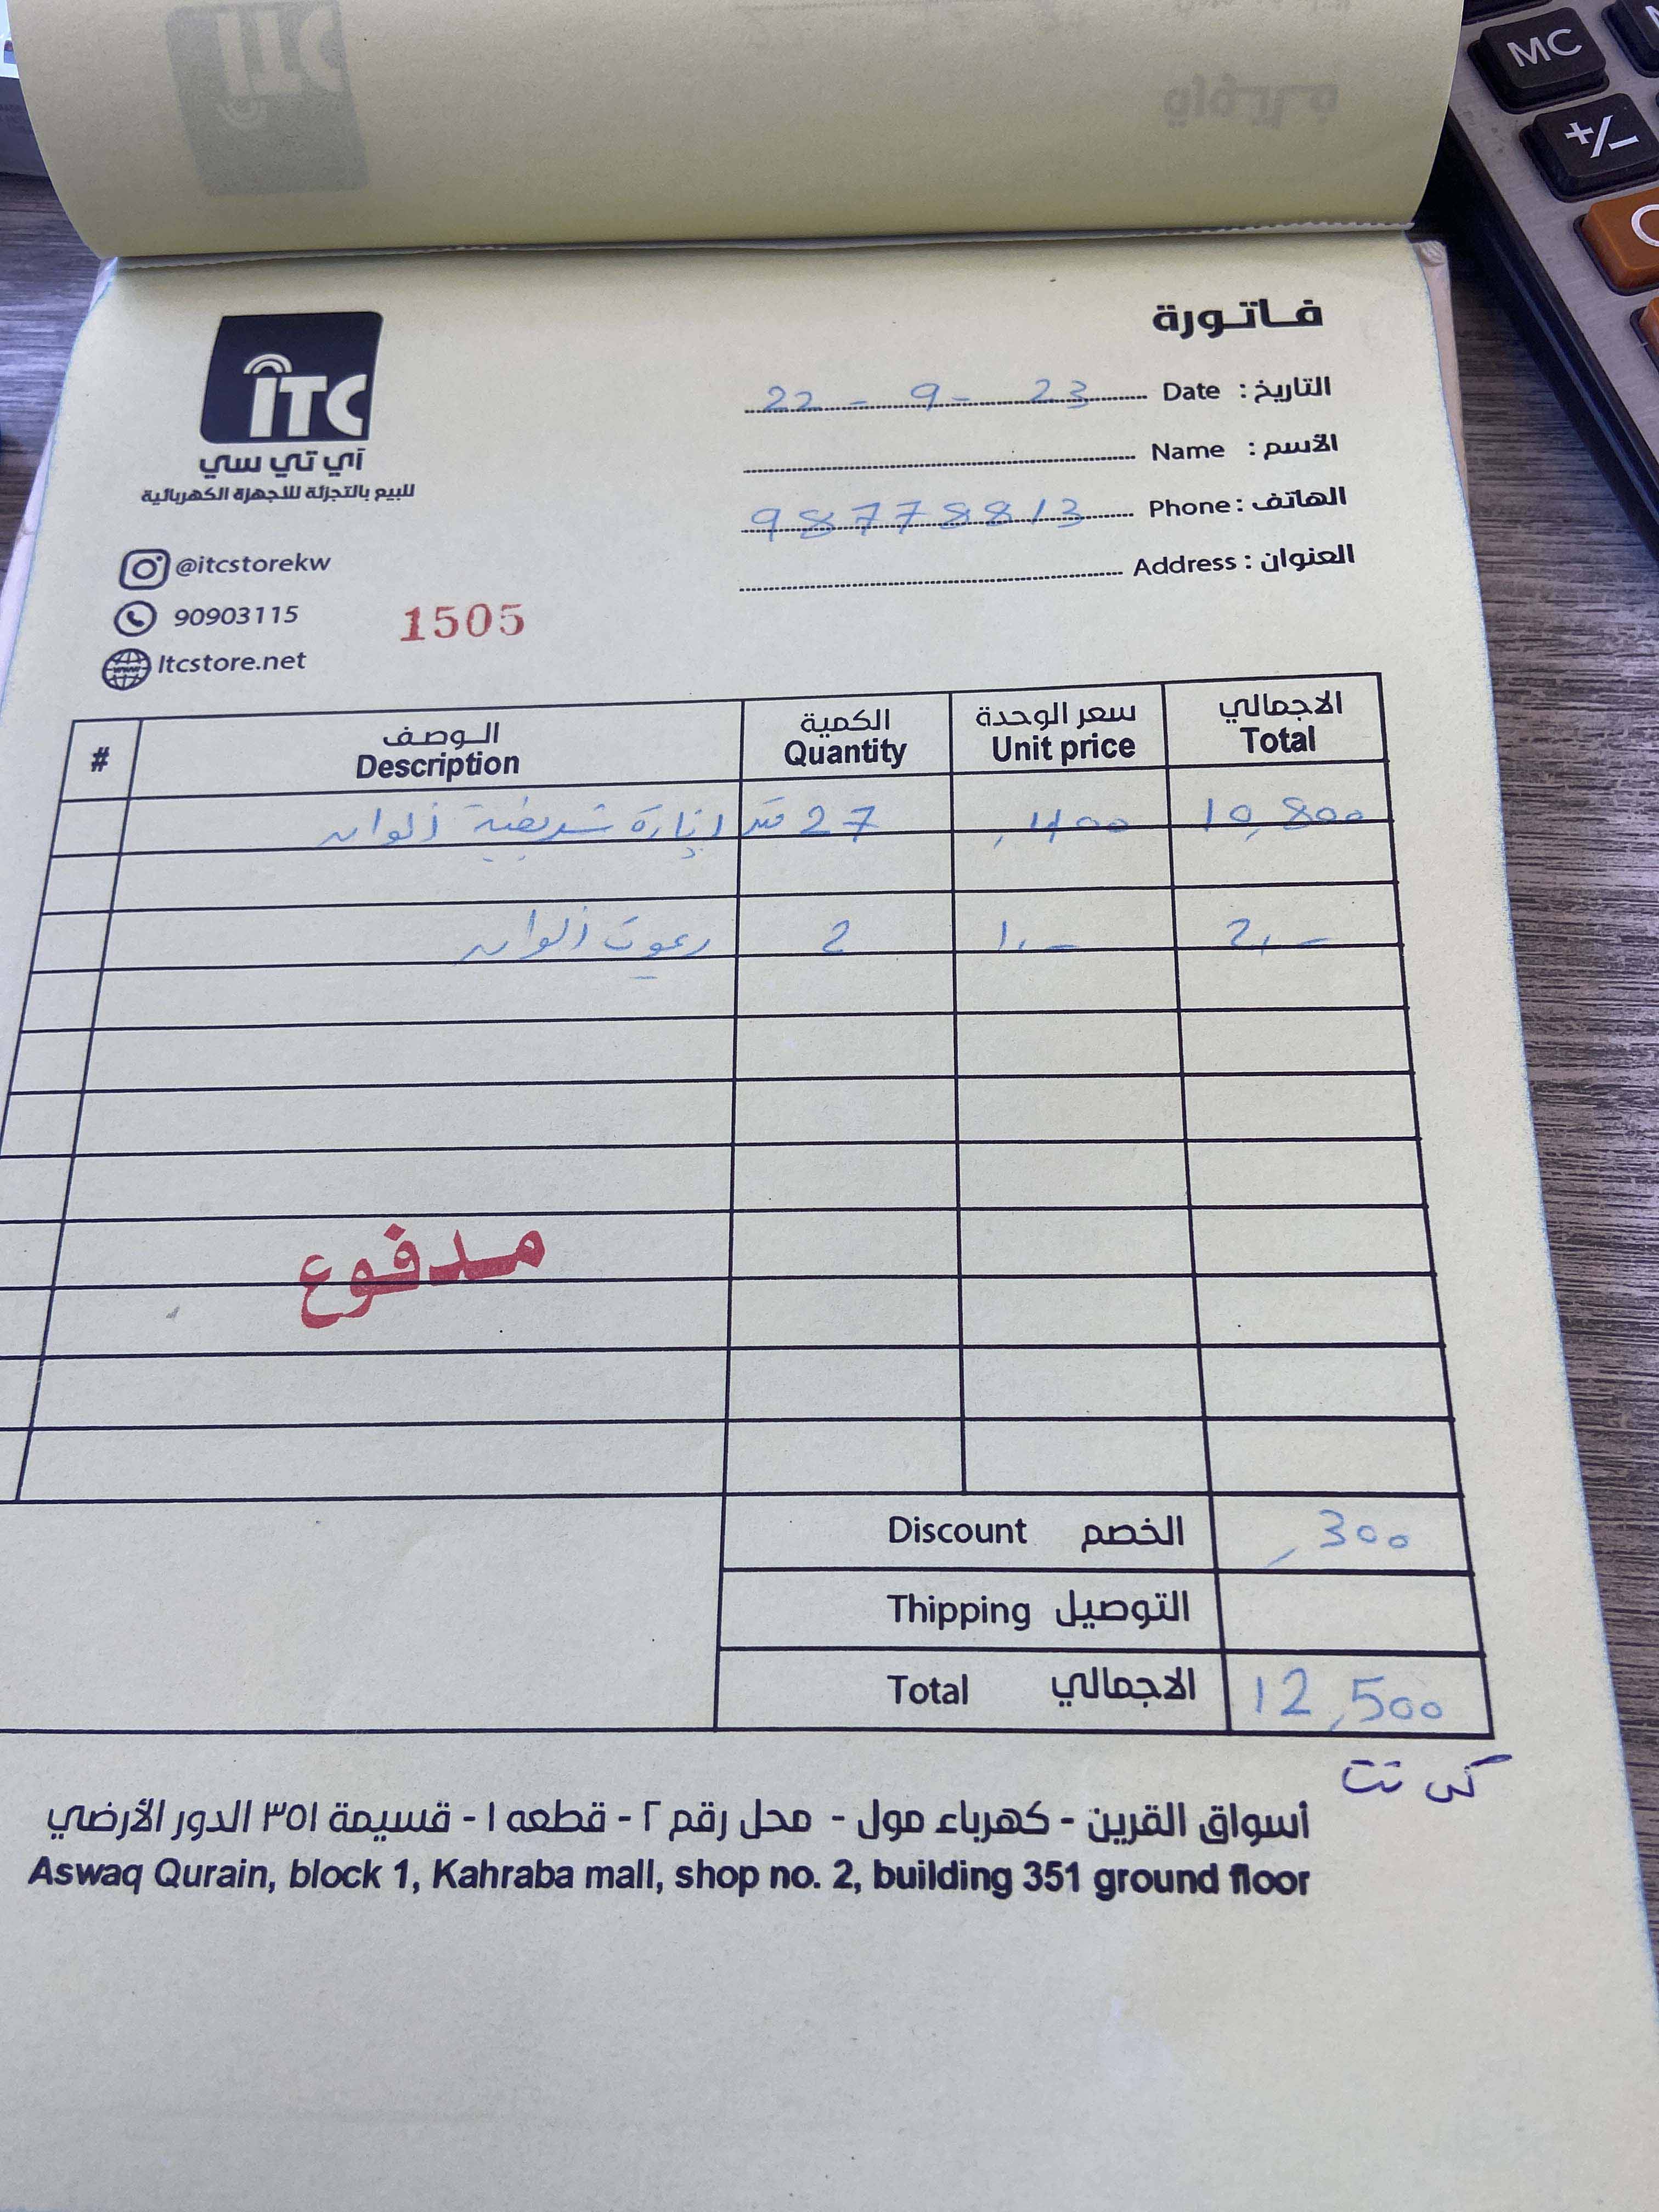 فاتورة
ITC
آي تي سي
للبيع بالتجزئة للأجهزة الكهربائية
التاريخ : Date 22 - 9 - 23
الأسم : Name
الهاتف : Phone 98778813
العنوان : Address
@itcstorekw
90903115
1505
Itcstore.net
# الوصف الكمية سعر الوحدة الاجمالي
Description Quantity Unit price Total
انارة شريطية ألوان 27 متر ,400 10,800
رموت ألوان 2 1,- 2,-
مدفوع
Discount الخصم ,300
Thipping التوصيل
Total الاجمالي 12,500
كي نت
أسواق القرين - كهرباء مول - محل رقم ٢ - قطعه ١ - قسيمة ٣٥١ الدور الأرضي
Aswaq Qurain, block 1, Kahraba mall, shop no. 2, building 351 ground floor
MC
+/-